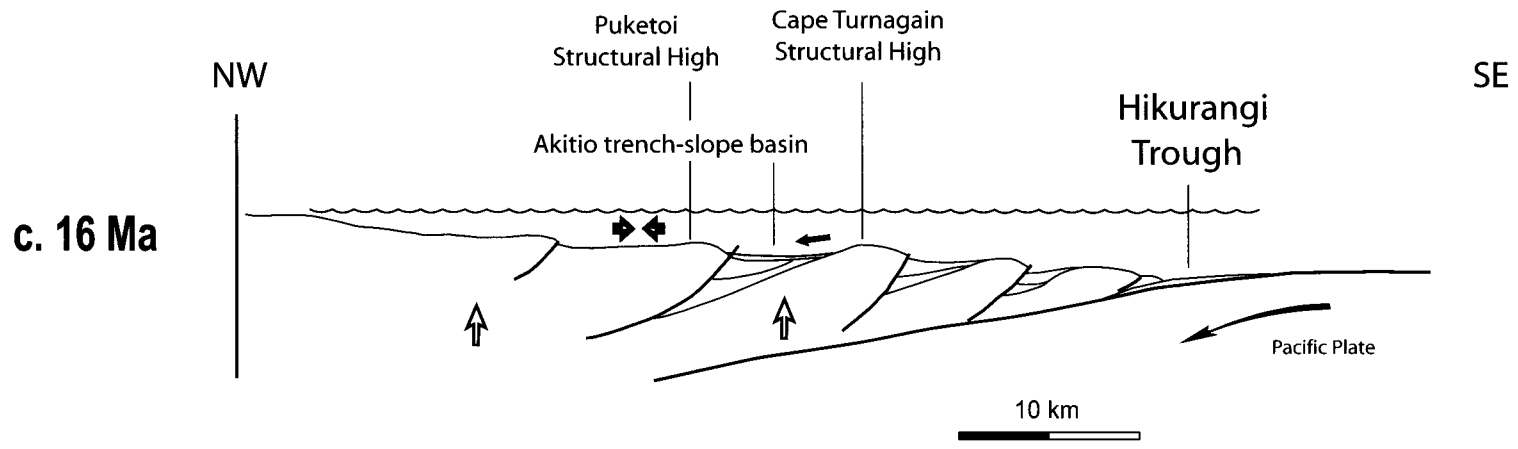 Puketoi
Structural High
Cape Turnagain
Structural High
NW
SE
Hikurangi
Trough
Akitio trench-slope basin
c. 16 Ma
Pacific Plate
10 km